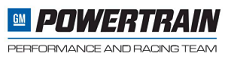 GM POWERTRAIN
PERFORMANCE AND RACING TEAM